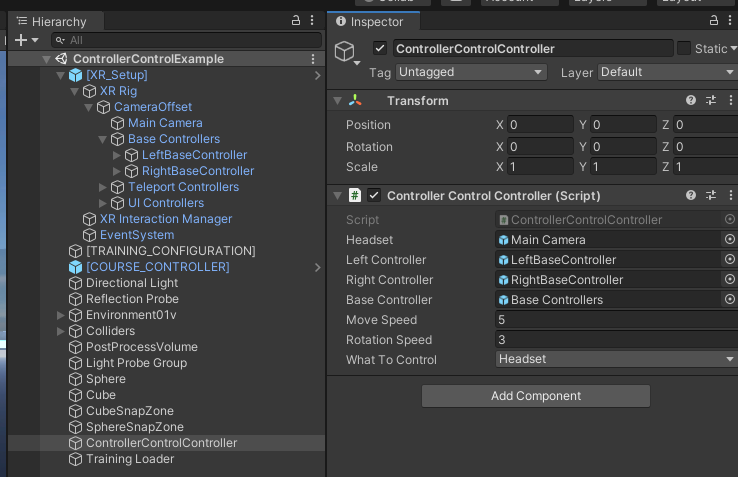 Collab
Account
Layers
Layout
Hierarchy
All
ControllerControlExample
[XR_Setup]
XR Rig
CameraOffset
Main Camera
Base Controllers
LeftBaseController
RightBaseController
Teleport Controllers
UI Controllers
XR Interaction Manager
EventSystem
[TRAINING_CONFIGURATION]
[COURSE_CONTROLLER]
Directional Light
Reflection Probe
Environment01v
Colliders
PostProcessVolume
Light Probe Group
Sphere
Cube
CubeSnapZone
SphereSnapZone
ControllerControlController
Training Loader
Inspector
ControllerControlController Static
Tag Untagged Layer Default
Transform
Position X 0 Y 0 Z 0
Rotation X 0 Y 0 Z 0
Scale X 1 Y 1 Z 1
# Controller Control Controller (Script)
Script # ControllerControlController
Headset Main Camera
Left Controller LeftBaseController
Right Controller RightBaseController
Base Controller Base Controllers
Move Speed 5
Rotation Speed 3
What To Control Headset
Add Component